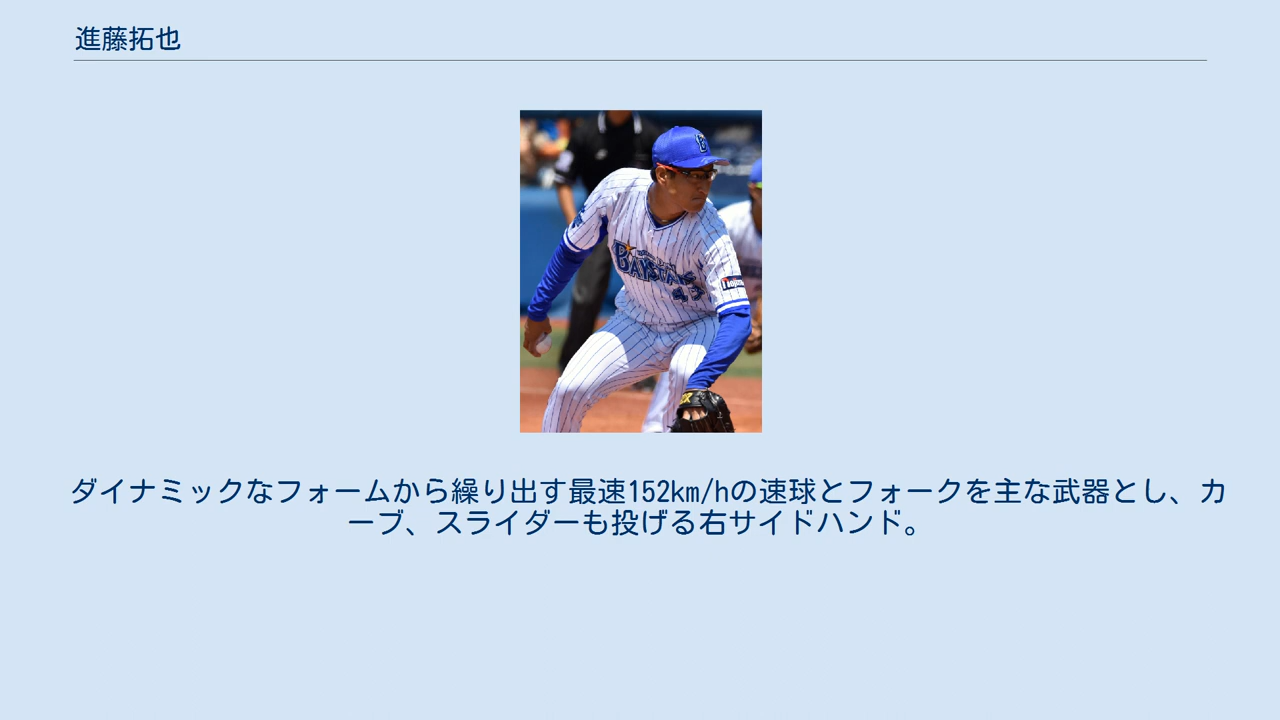 進藤拓也
BAYSTARS
43
ダイナミックなフォームから繰り出す最速152km/hの速球とフォークを主な武器とし、カ
ーブ、スライダーも投げる右サイドハンド。